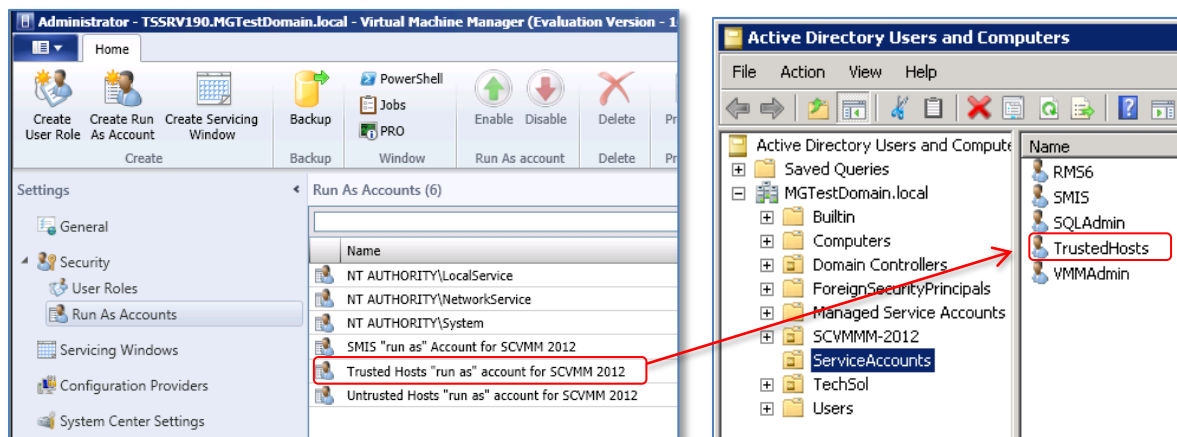 Administrator - TSSRV190.MGTestDomain.local - Virtual Machine Manager (Evaluation Version - 1
Home
Create User Role
Create Run As Account
Create Servicing Window
Create
Backup
Backup
PowerShell
Jobs
PRO
Window
Enable
Disable
Run As account
Delete
Delete
Pr
Pr
Settings
General
Security
User Roles
Run As Accounts
Servicing Windows
Configuration Providers
System Center Settings
Run As Accounts (6)
Name
NT AUTHORITY\LocalService
NT AUTHORITY\NetworkService
NT AUTHORITY\System
SMIS "run as" Account for SCVMM 2012
Trusted Hosts "run as" account for SCVMM 2012
Untrusted Hosts "run as" account for SCVMM 2012
Active Directory Users and Computers
File Action View Help
Active Directory Users and Compute
Saved Queries
MGTestDomain.local
Builtin
Computers
Domain Controllers
ForeignSecurityPrincipals
Managed Service Accounts
SCVMMM-2012
ServiceAccounts
TechSol
Users
Name
RMS6
SMIS
SQLAdmin
TrustedHosts
VMMAdmin